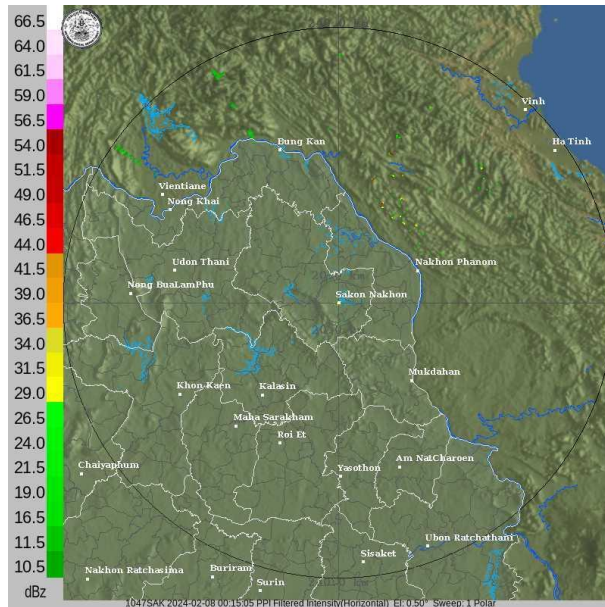 66.5
64.0
61.5
59.0
56.5
54.0
51.5
49.0
46.5
44.0
41.5
39.0
36.5
34.0
31.5
29.0
26.5
24.0
21.5
19.0
16.5
14.0
11.5
10.5
dBz
Vinh
Ha Tinh
Bung Kan
Vientiane
Nong Khai
Udon Thani
Nakhon Phanom
Nong BuaLamPhu
Sakon Nakhon
Mukdahan
Khon Kaen
Kalasin
Maha Sarakham
Roi Et
Chaiyaphum
Yasothon
Am NatCharoen
Ubon Ratchathani
Sisaket
Nakhon Ratchasima
Buriram
Surin
1047SAK 2024-02-08 00:15:05 PPI Filtered Intensity(Horizontal) El: 0.50° Sweep: 1 Polar